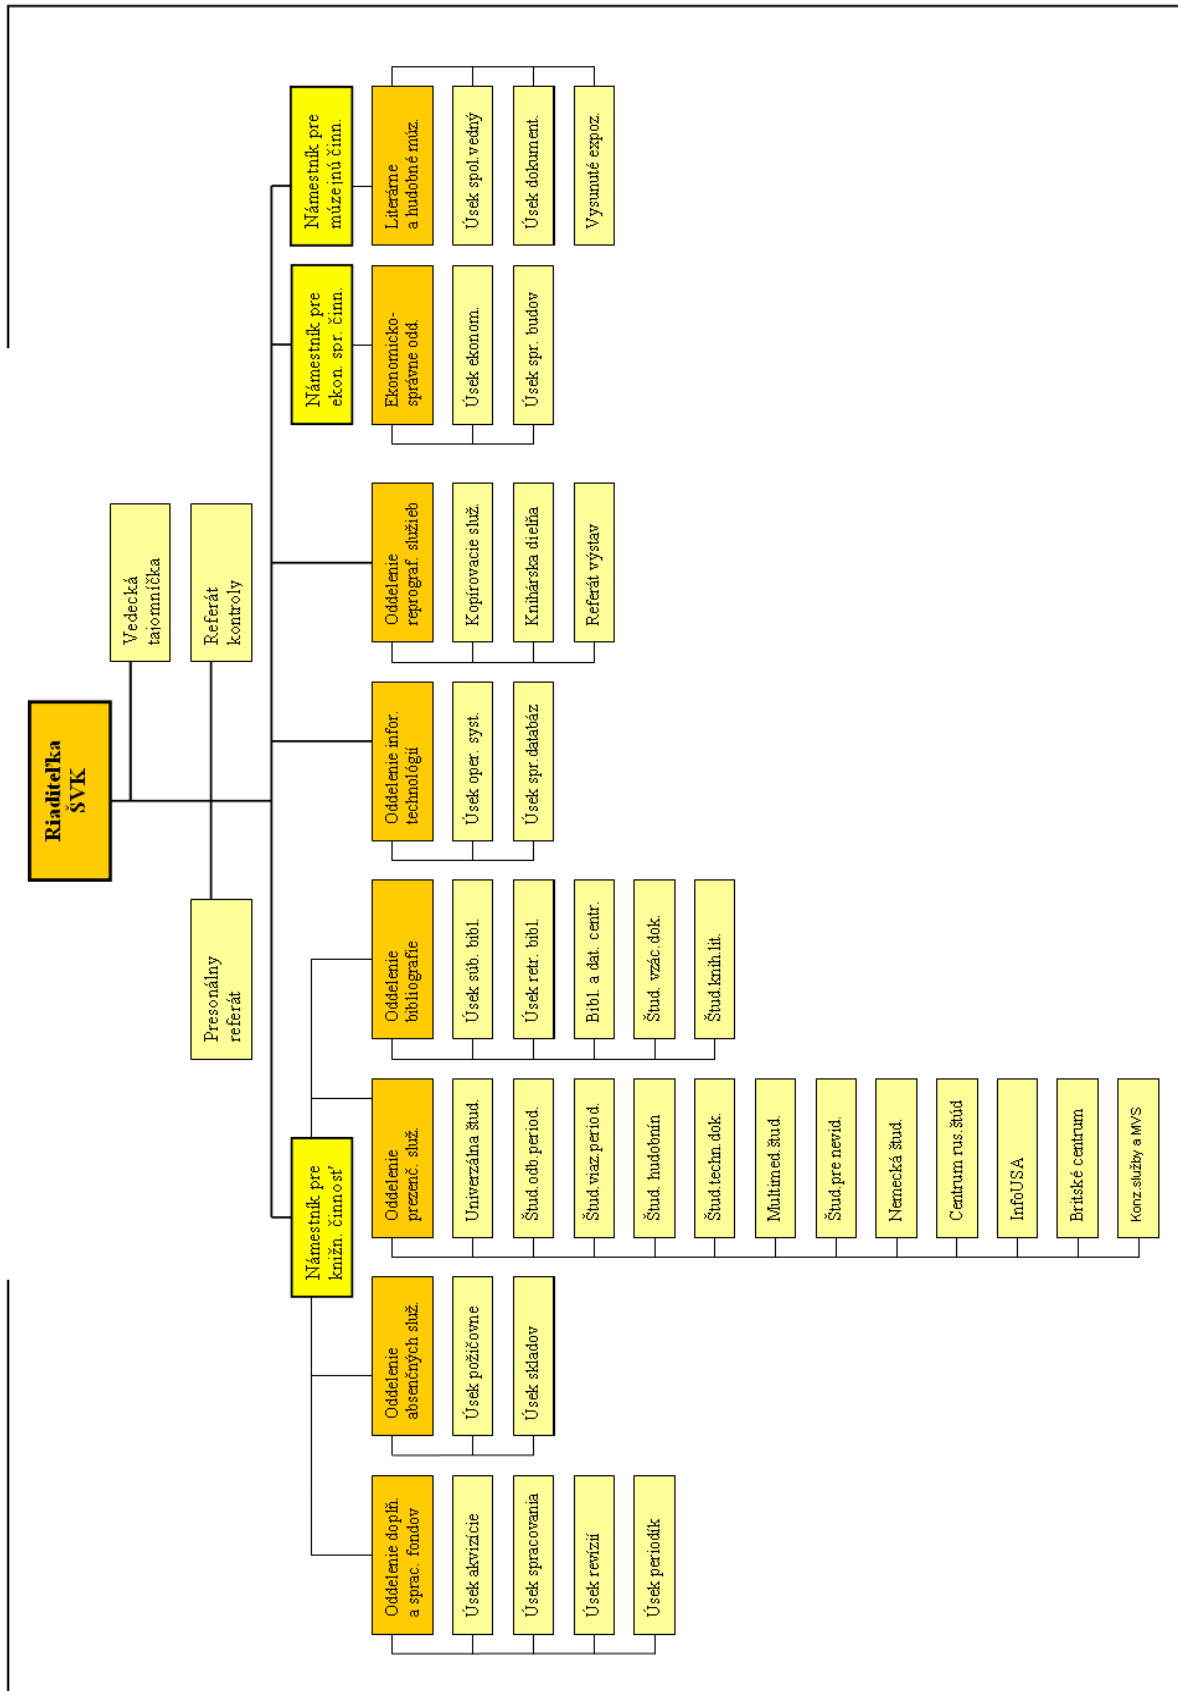 Riaditeľka
ŠVK
Vedecká
tajomníčka
Presonálny
referát
Referát
kontroly
Námestník pre
knižn. činnosť
Námestník pre
ekon. spr. činn.
Námestník pre
múzejnú činn.
Oddelenie doplň.
a sprac. fondov
Úsek akvizície
Úsek spracovania
Úsek revízií
Úsek periodík
Oddelenie
absenčných služ.
Úsek požičovne
Úsek skladov
Oddelenie
prezenč. služ.
Univerzálna štud.
Štud.odb.period.
Štud.viaz.period.
Štud. hudobnín
Štud.techn.dok.
Multimed.štud.
Štud.pre nevid.
Nemecká štud.
Centrum rus.štúd
InfoUSA
Britské centrum
Konz.služby a MVS
Oddelenie
bibliografie
Úsek súb. bibl.
Úsek retr. bibl.
Bibl. a dat. centr.
Štud. vzác.dok.
Štud.knih.lit.
Oddelenie infor.
technológií
Úsek oper. syst.
Úsek spr.databáz
Oddelenie
reprograf. služieb
Kopírovacie služ.
Knihárska dielňa
Referát výstav
Ekonomicko-
správne odd.
Úsek ekonom.
Úsek spr. budov
Literárne
a hudobné múz.
Úsek spol.vedný
Úsek dokument.
Vysunuté expoz.